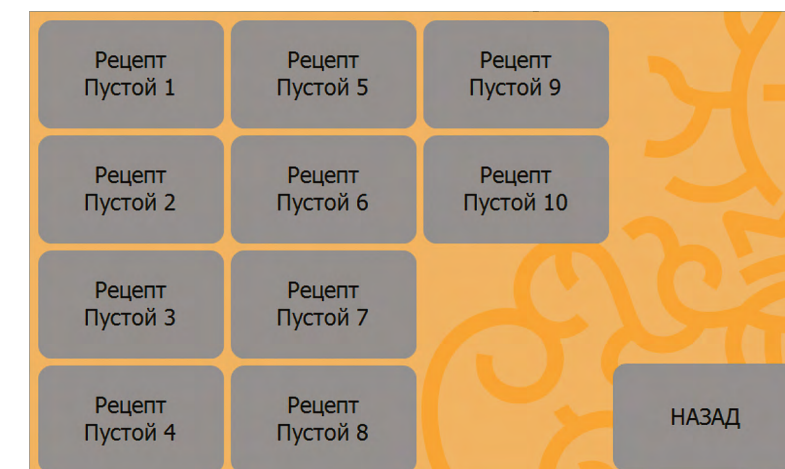 Рецепт
Пустой 1
Рецепт
Пустой 5
Рецепт
Пустой 9
Рецепт
Пустой 2
Рецепт
Пустой 6
Рецепт
Пустой 10
Рецепт
Пустой 3
Рецепт
Пустой 7
Рецепт
Пустой 4
Рецепт
Пустой 8
НАЗАД